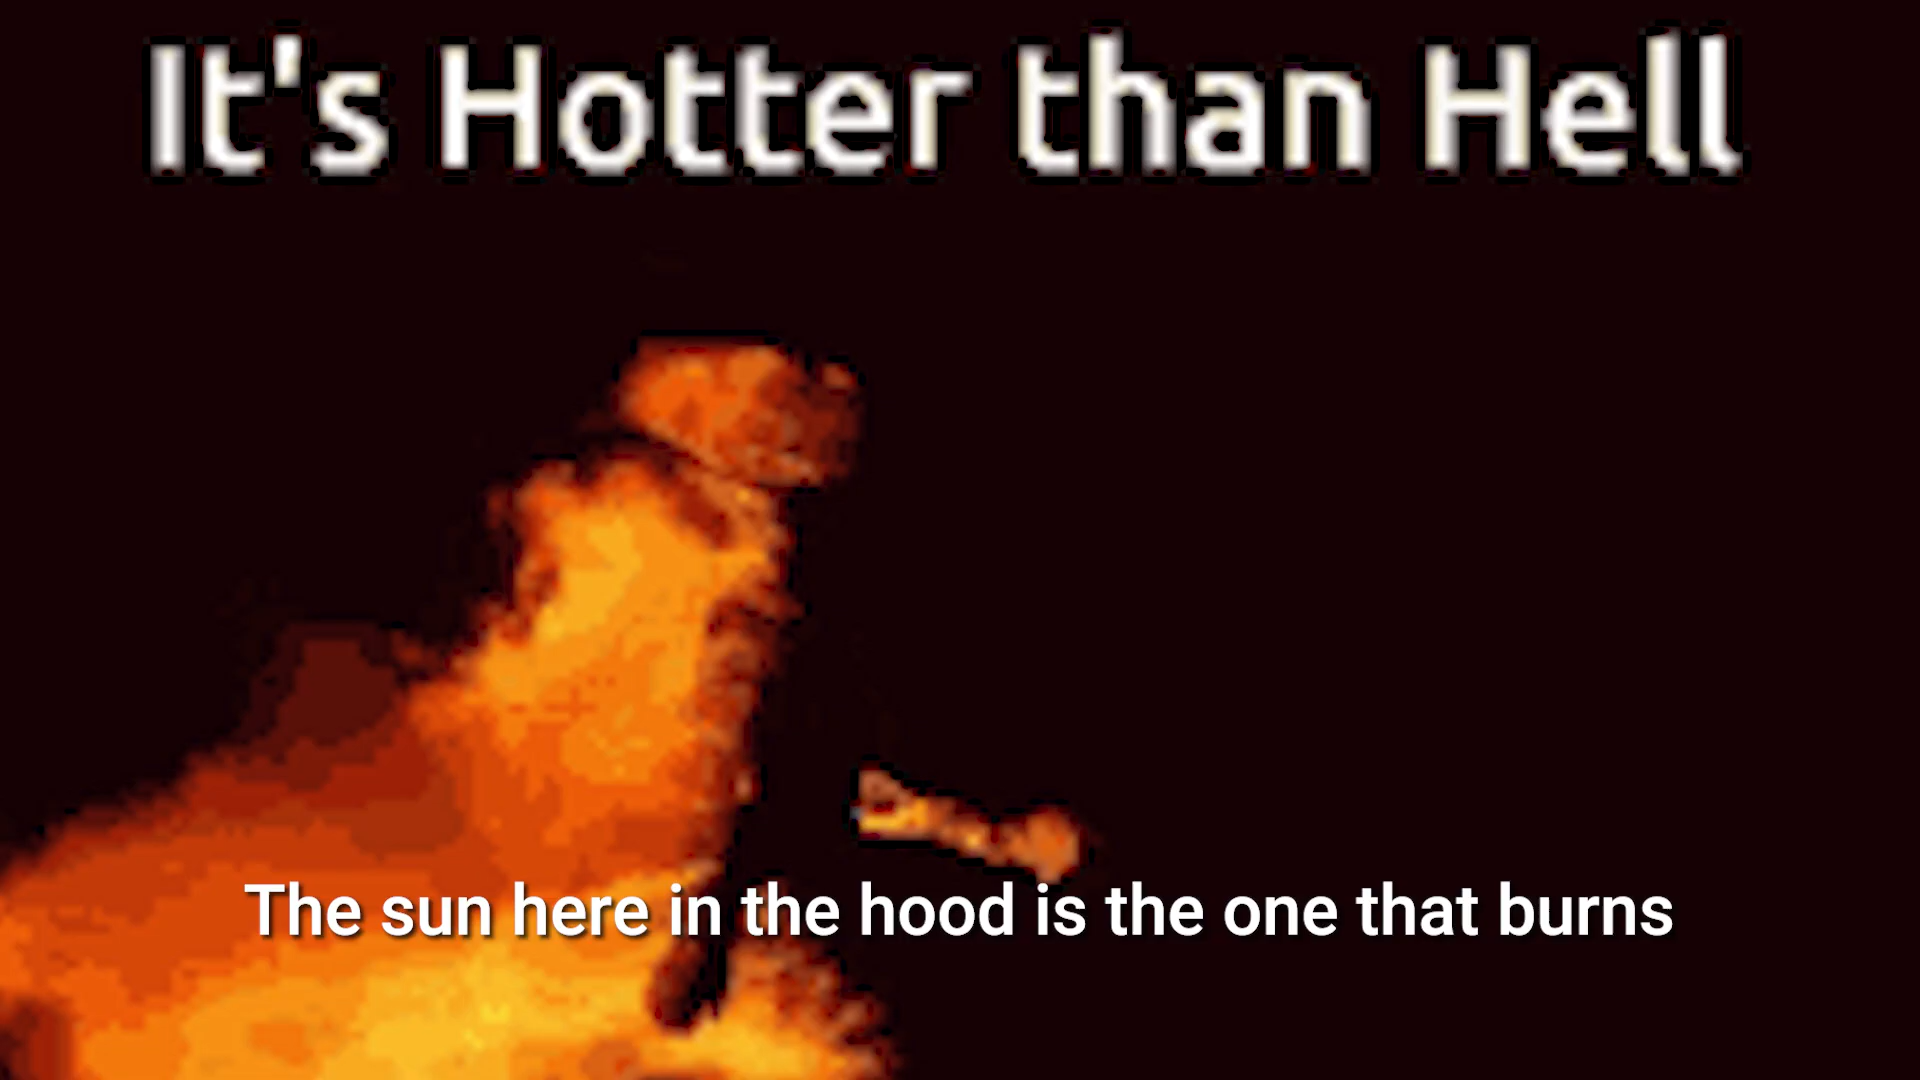 It's Hotter than Hell
The sun here in the hood is the one that burns